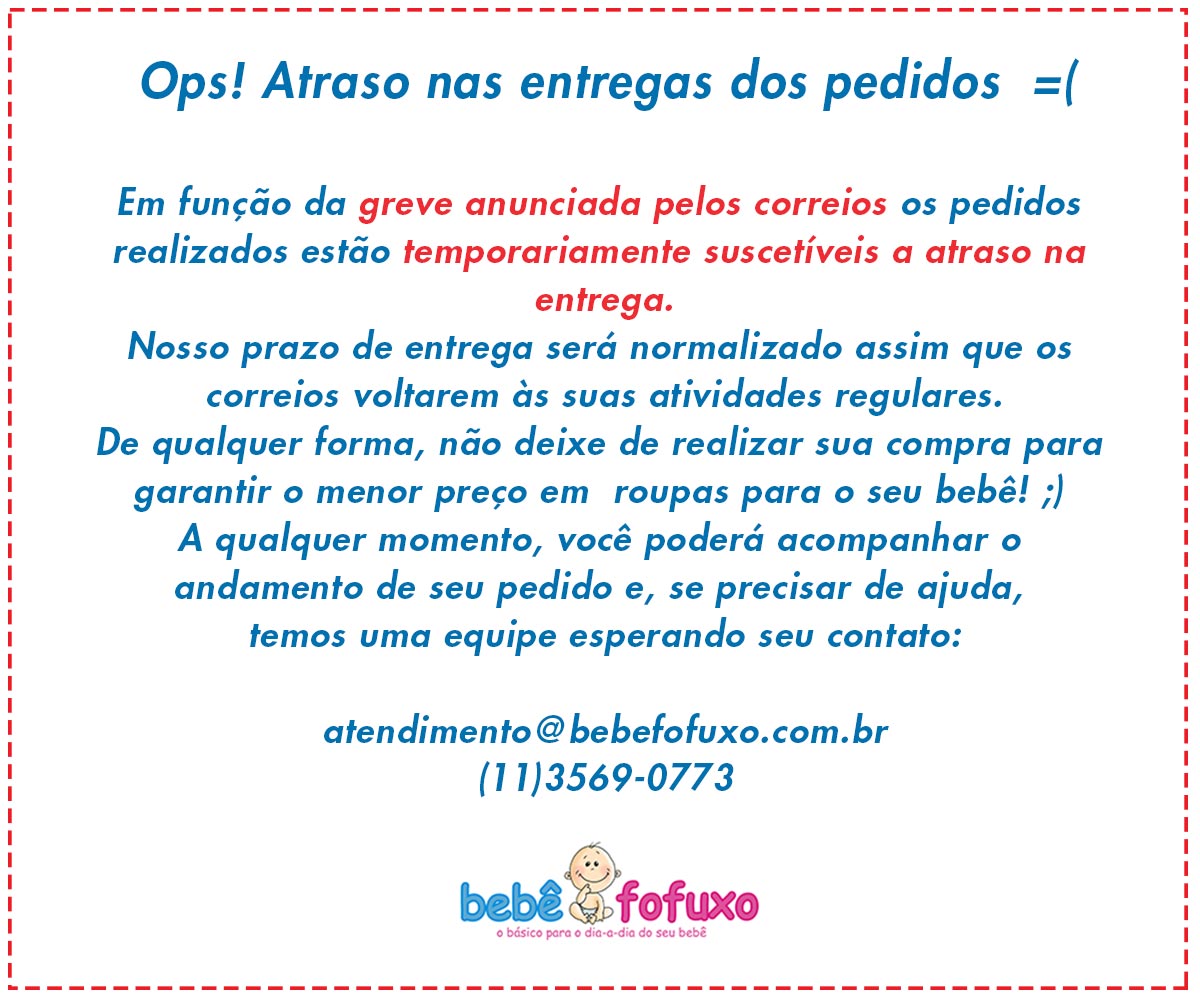 Ops! Atraso nas entregas dos pedidos =(
Em função da greve anunciada pelos correios os pedidos
realizados estão temporariamente suscetíveis a atraso na
entrega.
Nosso prazo de entrega será normalizado assim que os
correios voltarem às suas atividades regulares.
De qualquer forma, não deixe de realizar sua compra para
garantir o menor preço em roupas para o seu bebê! ;)
A qualquer momento, você poderá acompanhar o
andamento de seu pedido e, se precisar de ajuda,
temos uma equipe esperando seu contato:
atendimento@bebefofuxo.com.br
(11)3569-0773
bebê fofuxo
o básico para o dia-a-dia do seu bebê